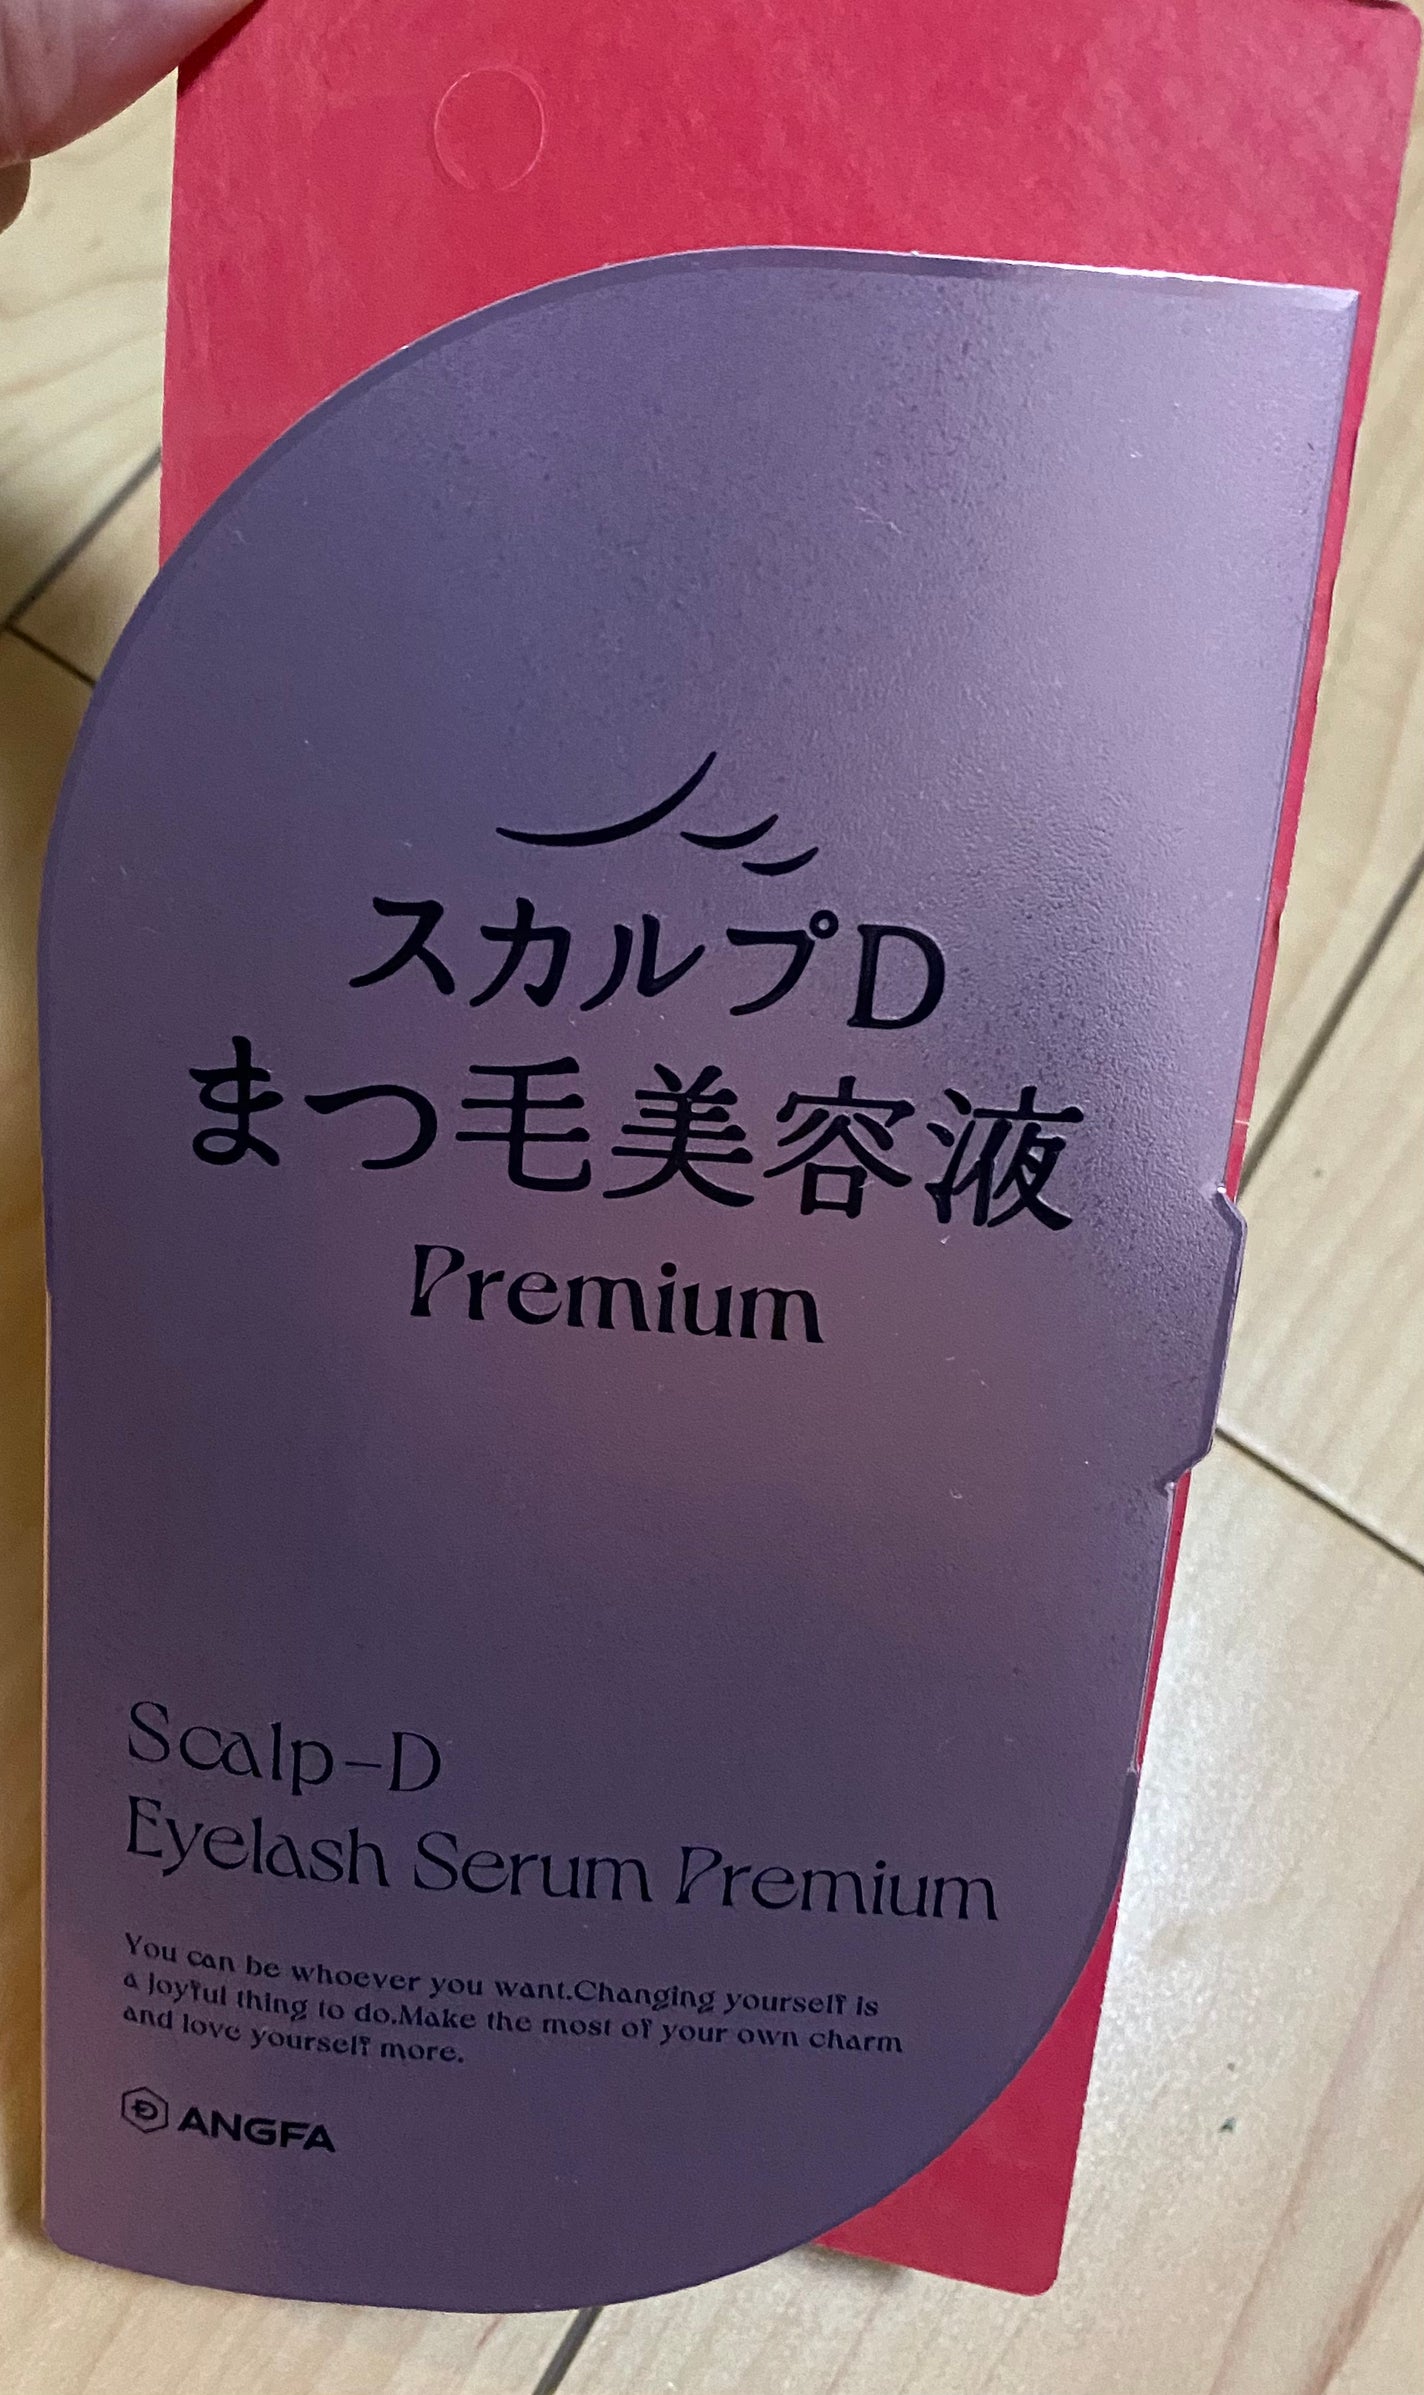 スカルプD
まつ毛美容液
Premium
Scalp-D
Eyelash Serum Premium
You can be whoever you want.Changing yourself is
a joyful thing to do.Make the most of your own charm
and love yourself more.
ANGFA